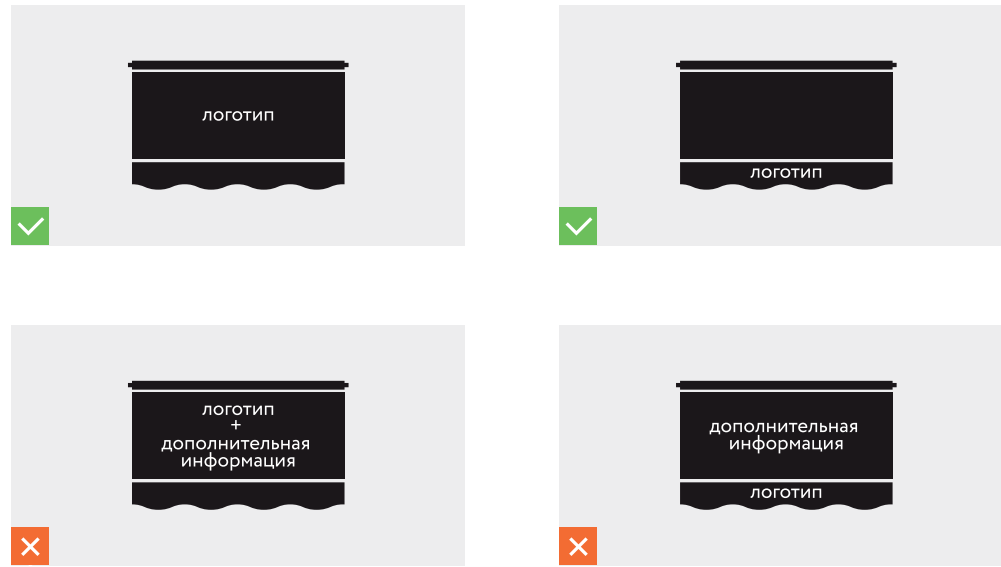 логотип
логотип
логотип
+
дополнительная
информация
дополнительная
информация
логотип